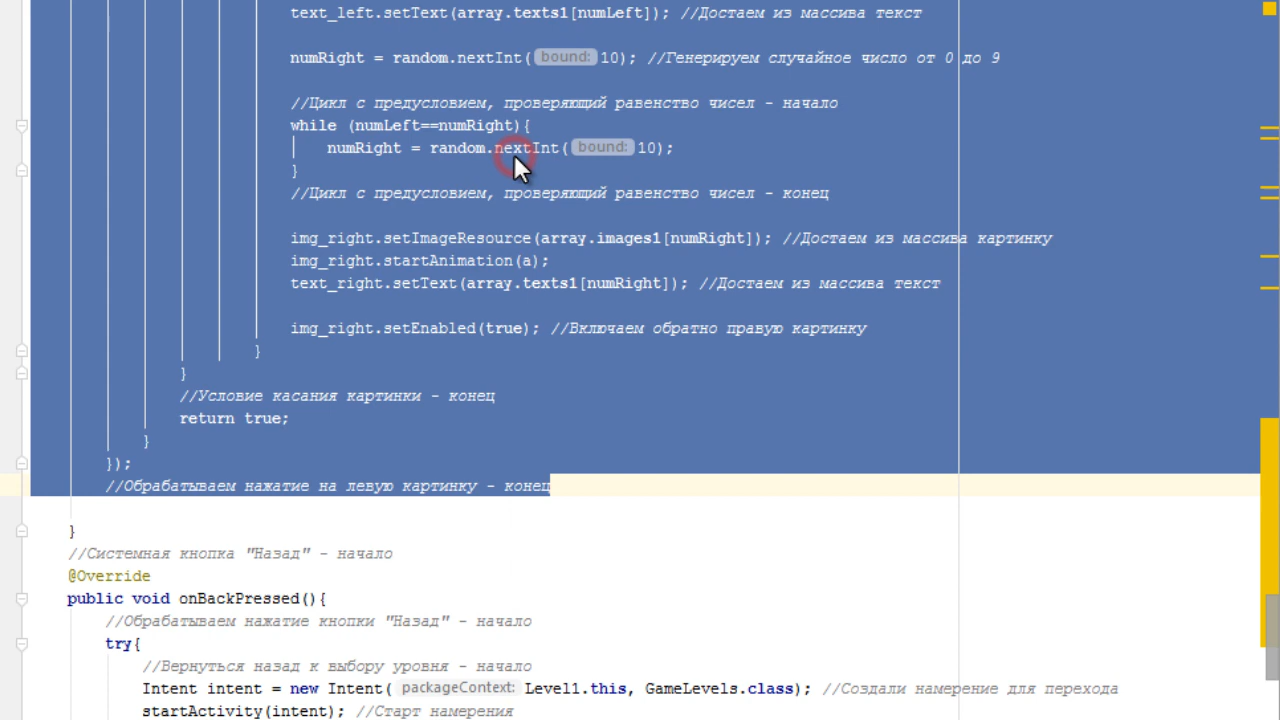 text_left.setText(array.texts1[numLeft]); //Достаем из массива текст
numRight = random.nextInt( bound: 10); //Генерируем случайное число от 0 до 9
//Цикл с предусловием, проверяющий равенство чисел - начало
while (numLeft==numRight){
numRight = random.nextInt( bound: 10);
}
//Цикл с предусловием, проверяющий равенство чисел - конец
img_right.setImageResource(array.images1[numRight]); //Достаем из массива картинку
img_right.startAnimation(a);
text_right.setText(array.texts1[numRight]); //Достаем из массива текст
img_right.setEnabled(true); //Включаем обратно правую картинку
}
}
//Условие касания картинки - конец
return true;
}
});
//Обрабатываем нажатие на левую картинку - конец
}
//Системная кнопка "Назад" - начало
@Override
public void onBackPressed(){
//Обрабатываем нажатие кнопки "Назад" - начало
try{
//Вернуться назад к выбору уровня - начало
Intent intent = new Intent( packageContext: Level1.this, GameLevels.class); //Создали намерение для перехода
startActivity(intent); //Старт намерения